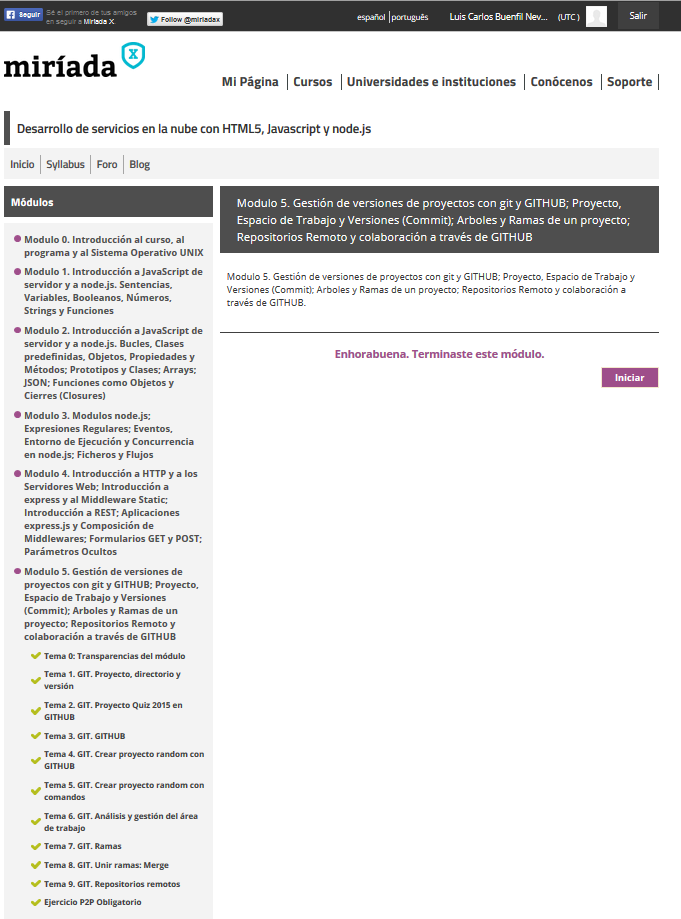 Seguir
Sé el primero de tus amigos
en seguir a Miríada X.
Follow @miriadax
español | português
Luis Carlos Buenfil Nev... (UTC )
Salir
miríada X
Mi Página | Cursos | Universidades e instituciones | Conócenos | Soporte |
Desarrollo de servicios en la nube con HTML5, Javascript y node.js
Inicio | Syllabus | Foro | Blog
Módulos
Modulo 0. Introducción al curso, al
programa y al Sistema Operativo UNIX
Modulo 1. Introducción a JavaScript de
servidor y a node.js. Sentencias,
Variables, Booleanos, Números,
Strings y Funciones
Modulo 2. Introducción a JavaScript de
servidor y a node.js. Bucles, Clases
predefinidas, Objetos, Propiedades y
Métodos; Prototipos y Clases; Arrays;
JSON; Funciones como Objetos y
Cierres (Closures)
Modulo 3. Modulos node.js;
Expresiones Regulares; Eventos,
Entorno de Ejecución y Concurrencia
en node.js; Ficheros y Flujos
Modulo 4. Introducción a HTTP y a los
Servidores Web; Introducción a
express y al Middleware Static;
Introducción a REST; Aplicaciones
express.js y Composición de
Middlewares; Formularios GET y POST;
Parámetros Ocultos
Modulo 5. Gestión de versiones de
proyectos con git y GITHUB; Proyecto,
Espacio de Trabajo y Versiones
(Commit); Arboles y Ramas de un
proyecto; Repositorios Remoto y
colaboración a través de GITHUB
Tema 0: Transparencias del módulo
Tema 1. GIT. Proyecto, directorio y
versión
Tema 2. GIT. Proyecto Quiz 2015 en
GITHUB
Tema 3. GIT. GITHUB
Tema 4. GIT. Crear proyecto random con
GITHUB
Tema 5. GIT. Crear proyecto random con
comandos
Tema 6. GIT. Análisis y gestión del área
de trabajo
Tema 7. GIT. Ramas
Tema 8. GIT. Unir ramas: Merge
Tema 9. GIT. Repositorios remotos
Ejercicio P2P Obligatorio
Modulo 5. Gestión de versiones de proyectos con git y GITHUB; Proyecto,
Espacio de Trabajo y Versiones (Commit); Arboles y Ramas de un proyecto;
Repositorios Remoto y colaboración a través de GITHUB
Modulo 5. Gestión de versiones de proyectos con git y GITHUB; Proyecto, Espacio de Trabajo y
Versiones (Commit); Arboles y Ramas de un proyecto; Repositorios Remoto y colaboración a
través de GITHUB.
Enhorabuena. Terminaste este módulo.
Iniciar